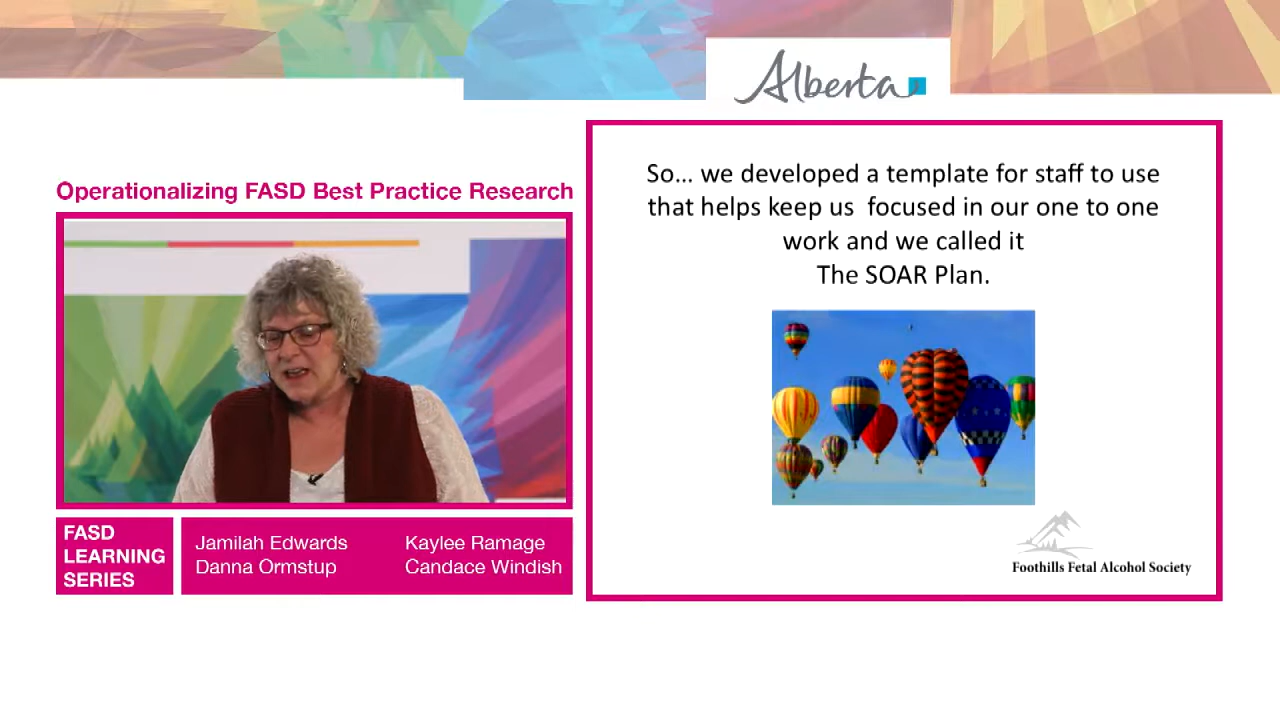 Alberta
Operationalizing FASD Best Practice Research
So... we developed a template for staff to use
that helps keep us  focused in our one to one
work and we called it
The SOAR Plan.
FASD
LEARNING
SERIES
Jamilah Edwards
Danna Ormstup
Kaylee Ramage
Candace Windish
Foothills Fetal Alcohol Society